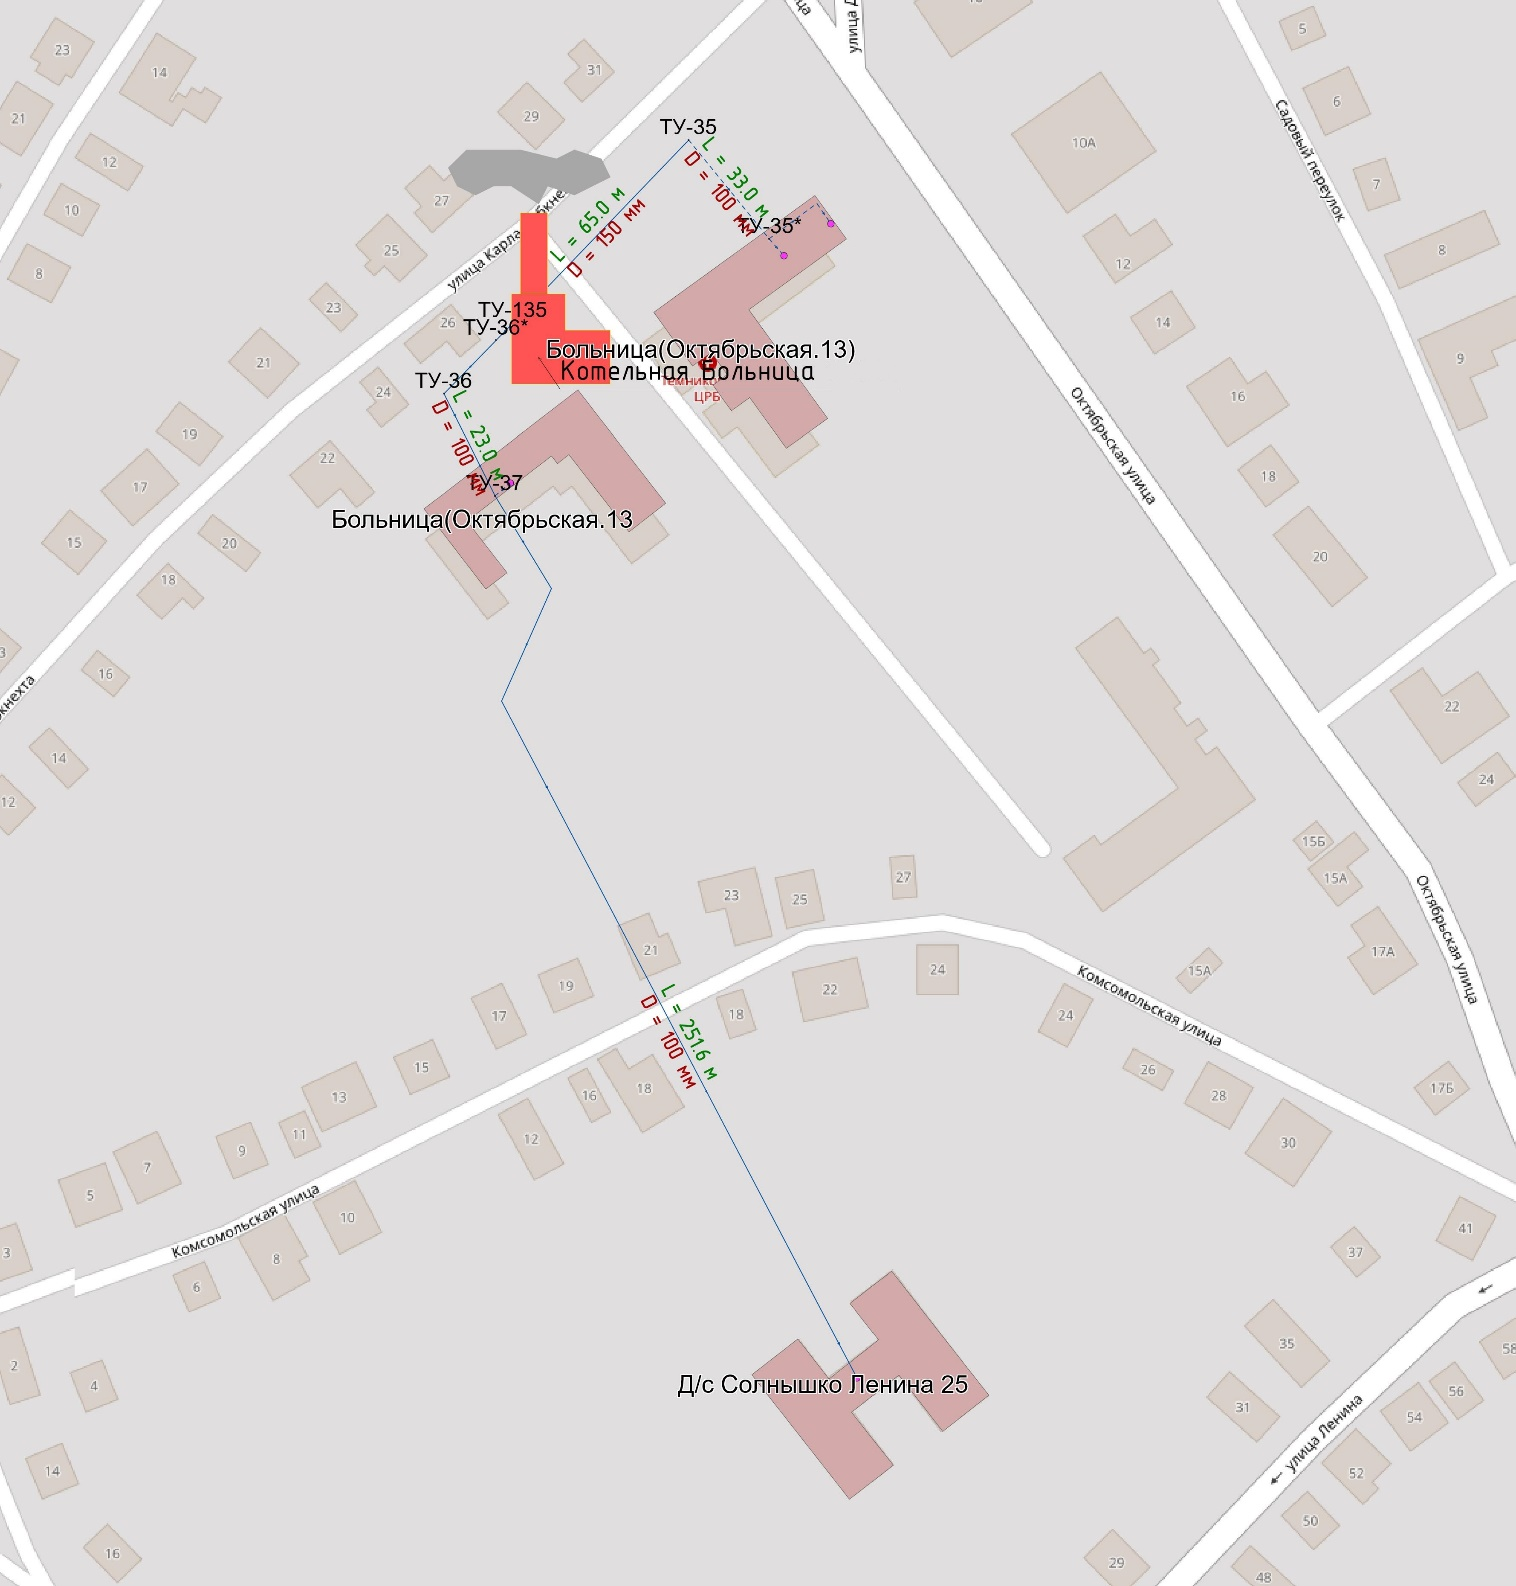 5
23
14
31
6
10А
21
29
Садовый переулок
ТУ-35
L = 33.0 м
D = 100 мм
12
7
27
10
L = 65.0 м
D = 150 мм
ТУ-35*
25
улица Карла
8
12
8
23
ТУ-135
26
ТУ-36*
14
Больница(Октябрьская.13)
9
21
Котельная Больница
ЦРБ
ТУ-36
24
16
L = 23.0 м
D = 100 мм
19
Октябрьская улица
22
18
17
ТУ-37
Больница(Октябрьская.13
15
20
20
18
16
22
14
24
12
15Б
15А
27
23
25
21
17А
Октябрьская улица
24
15А
Комсомольская улица
19
22
17
18
24
L = 251.6 м
D = 100 мм
15
26
13
16
18
28
17Б
11
12
30
9
7
5
Комсомольская улица
10
41
3
8
37
6
35
58
2
4
Д/с Солнышко Ленина 25
56
31
54
улица Ленина
14
52
50
16
29
48